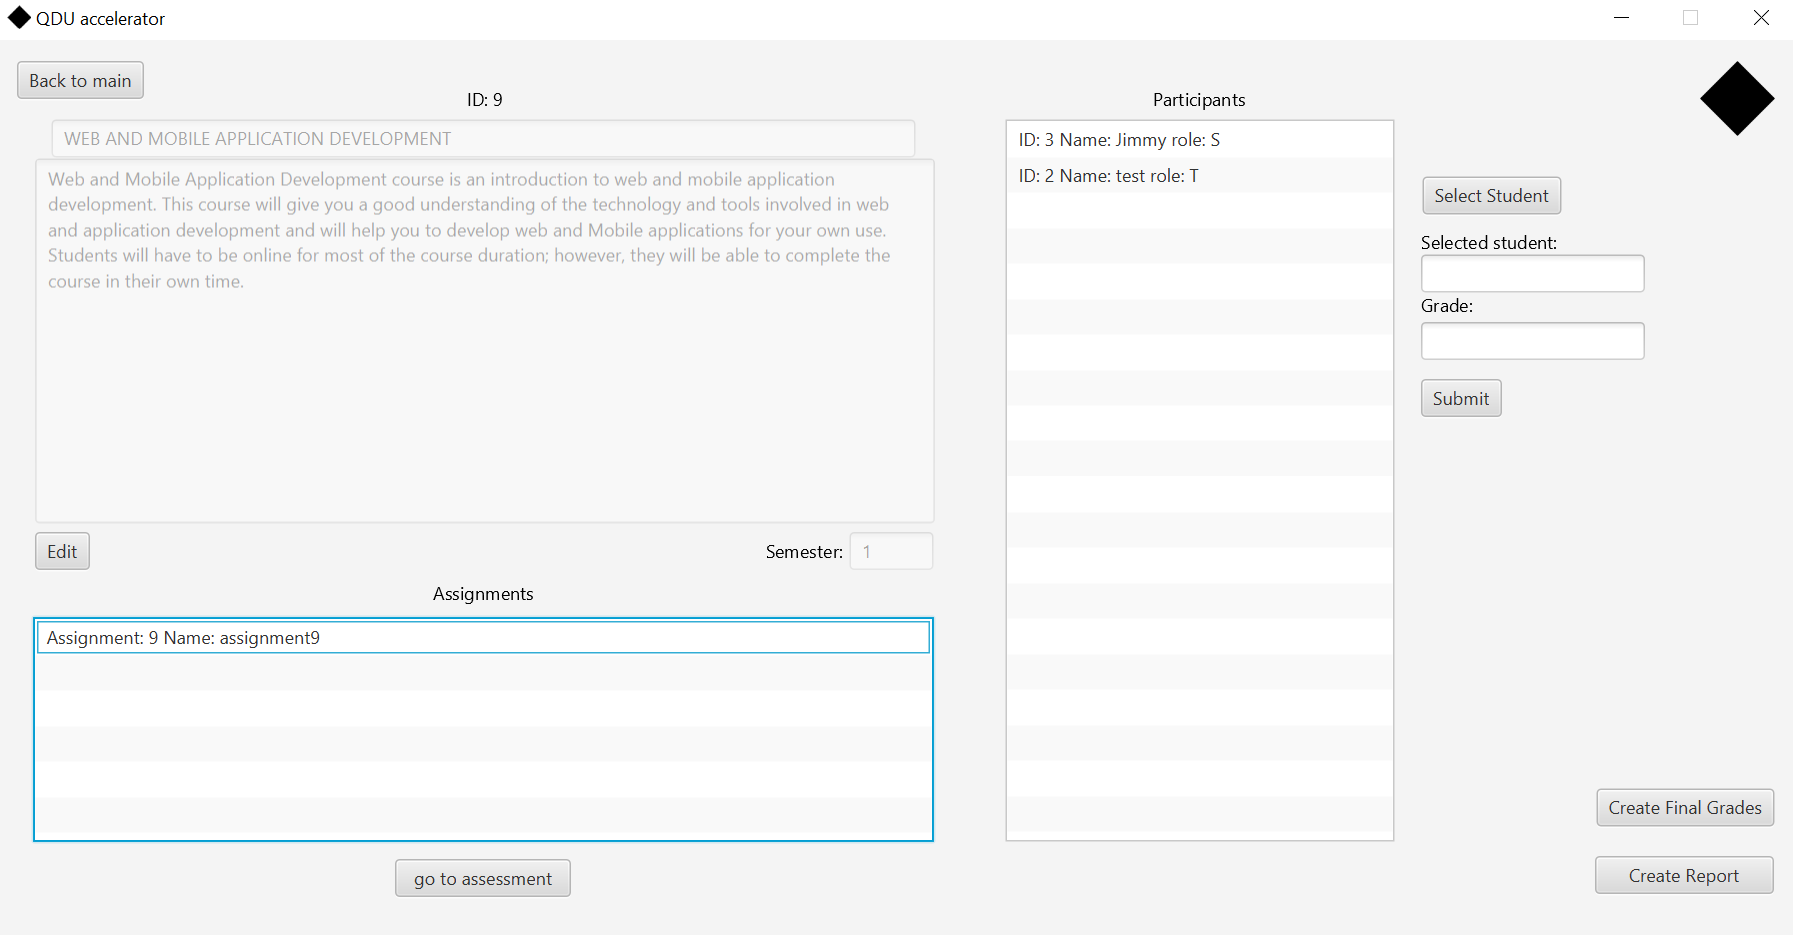 QDU accelerator
Back to main
ID: 9
WEB AND MOBILE APPLICATION DEVELOPMENT
Web and Mobile Application Development course is an introduction to web and mobile application
development. This course will give you a good understanding of the technology and tools involved in web
and application development and will help you to develop web and Mobile applications for your own use.
Students will have to be online for most of the course duration; however, they will be able to complete the
course in their own time.
Edit
Semester: 1
Assignments
Assignment: 9 Name: assignment9
go to assessment
Participants
ID: 3 Name: Jimmy role: S
ID: 2 Name: test role: T
Select Student
Selected student:
Grade:
Submit
Create Final Grades
Create Report